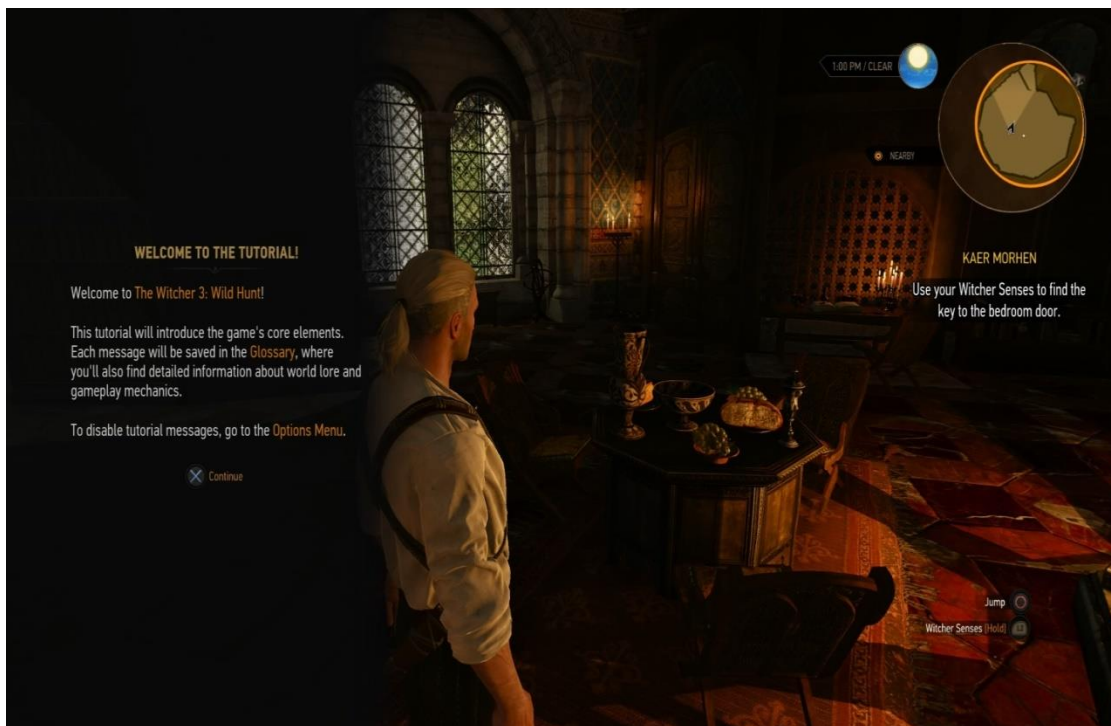 1:00 PM / CLEAR
NEARBY
WELCOME TO THE TUTORIAL!
Welcome to The Witcher 3: Wild Hunt!
This tutorial will introduce the game's core elements.
Each message will be saved in the Glossary, where
you'll also find detailed information about world lore and
gameplay mechanics.
To disable tutorial messages, go to the Options Menu.
Continue
KAER MORHEN
Use your Witcher Senses to find the
key to the bedroom door.
Jump
Witcher Senses [Hold]